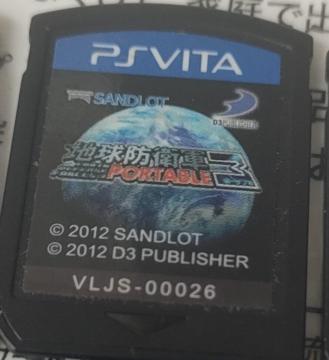 PSVITA
SANDLOT
D3 PUBLISHER
地球防衛軍3
PORTABLE
© 2012 SANDLOT
© 2012 D3 PUBLISHER
VLJS-00026